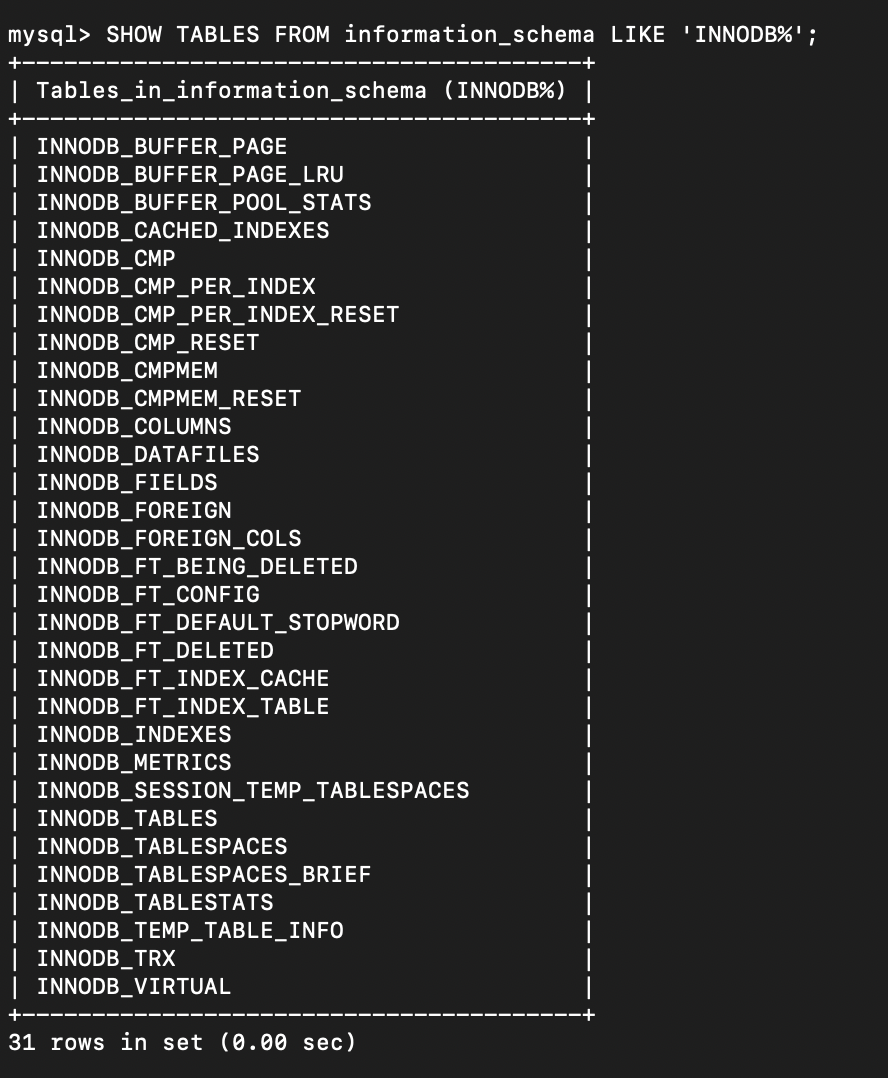 mysql> SHOW TABLES FROM information_schema LIKE 'INNODB%';
+----------------------------------------+
| Tables_in_information_schema (INNODB%) |
+----------------------------------------+
| INNODB_BUFFER_PAGE                     |
| INNODB_BUFFER_PAGE_LRU                 |
| INNODB_BUFFER_POOL_STATS               |
| INNODB_CACHED_INDEXES                  |
| INNODB_CMP                             |
| INNODB_CMP_PER_INDEX                   |
| INNODB_CMP_PER_INDEX_RESET             |
| INNODB_CMP_RESET                       |
| INNODB_CMPMEM                          |
| INNODB_CMPMEM_RESET                    |
| INNODB_COLUMNS                         |
| INNODB_DATAFILES                       |
| INNODB_FIELDS                          |
| INNODB_FOREIGN                         |
| INNODB_FOREIGN_COLS                    |
| INNODB_FT_BEING_DELETED                |
| INNODB_FT_CONFIG                       |
| INNODB_FT_DEFAULT_STOPWORD             |
| INNODB_FT_DELETED                      |
| INNODB_FT_INDEX_CACHE                  |
| INNODB_FT_INDEX_TABLE                  |
| INNODB_INDEXES                         |
| INNODB_METRICS                         |
| INNODB_SESSION_TEMP_TABLESPACES        |
| INNODB_TABLES                          |
| INNODB_TABLESPACES                     |
| INNODB_TABLESPACES_BRIEF               |
| INNODB_TABLESTATS                      |
| INNODB_TEMP_TABLE_INFO                 |
| INNODB_TRX                             |
| INNODB_VIRTUAL                         |
+----------------------------------------+
31 rows in set (0.00 sec)